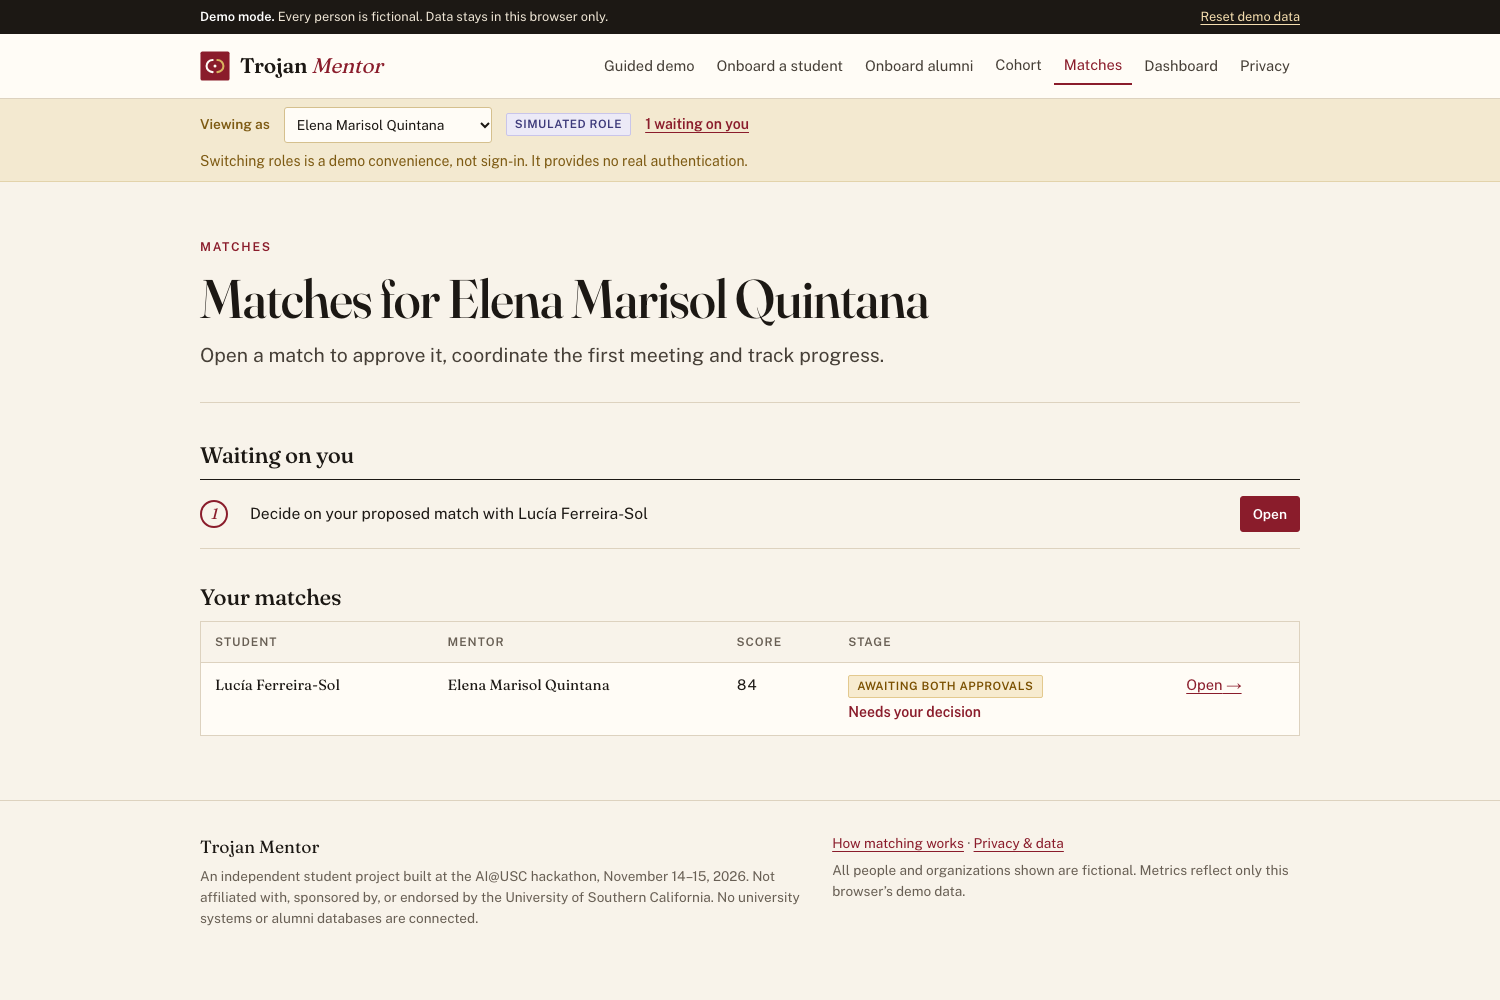 Demo mode. Every person is fictional. Data stays in this browser only.
Reset demo data
Trojan Mentor
Guided demo
Onboard a student
Onboard alumni
Cohort
Matches
Dashboard
Privacy
Viewing as
Elena Marisol Quintana
SIMULATED ROLE
1 waiting on you
Switching roles is a demo convenience, not sign-in. It provides no real authentication.
MATCHES
Matches for Elena Marisol Quintana
Open a match to approve it, coordinate the first meeting and track progress.
Waiting on you
1 Decide on your proposed match with Lucía Ferreira-Sol
Open
Your matches
STUDENT MENTOR SCORE STAGE
Lucía Ferreira-Sol Elena Marisol Quintana 84 AWAITING BOTH APPROVALS Open →
Needs your decision
Trojan Mentor
An independent student project built at the AI@USC hackathon, November 14–15, 2026. Not
affiliated with, sponsored by, or endorsed by the University of Southern California. No university
systems or alumni databases are connected.
How matching works · Privacy & data
All people and organizations shown are fictional. Metrics reflect only this
browser's demo data.